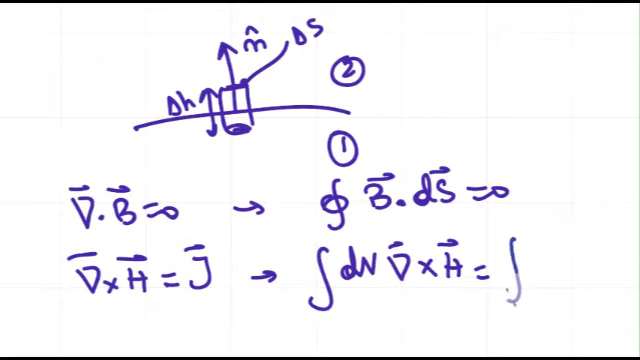 n̂ ΔS
Δh ②
①
∇⃗·B⃗=0 → ∮ B⃗·dS⃗=0
∇⃗×H⃗=J⃗ → ∫dV ∇⃗×H⃗=∫